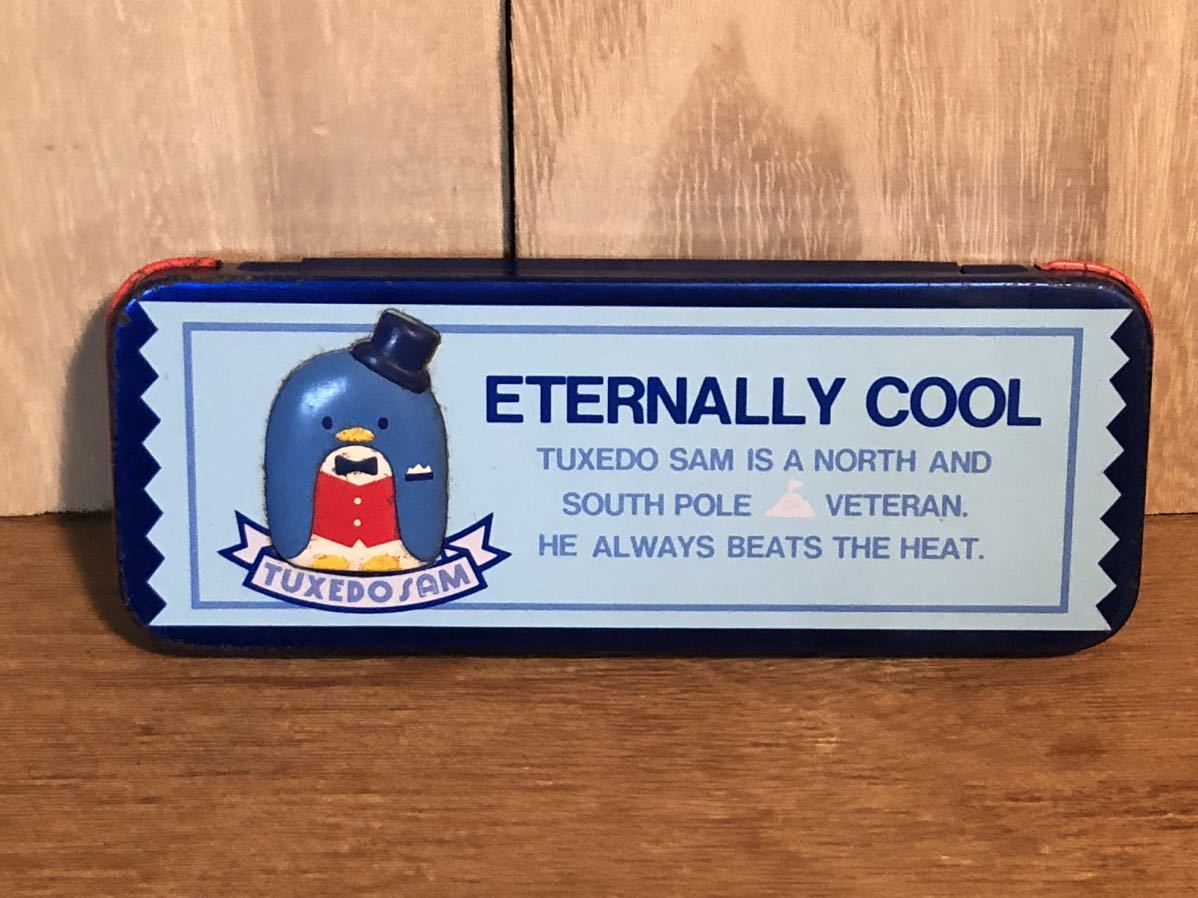 ETERNALLY COOL
TUXEDO SAM IS A NORTH AND
SOUTH POLE VETERAN.
HE ALWAYS BEATS THE HEAT.
TUXEDO SAM